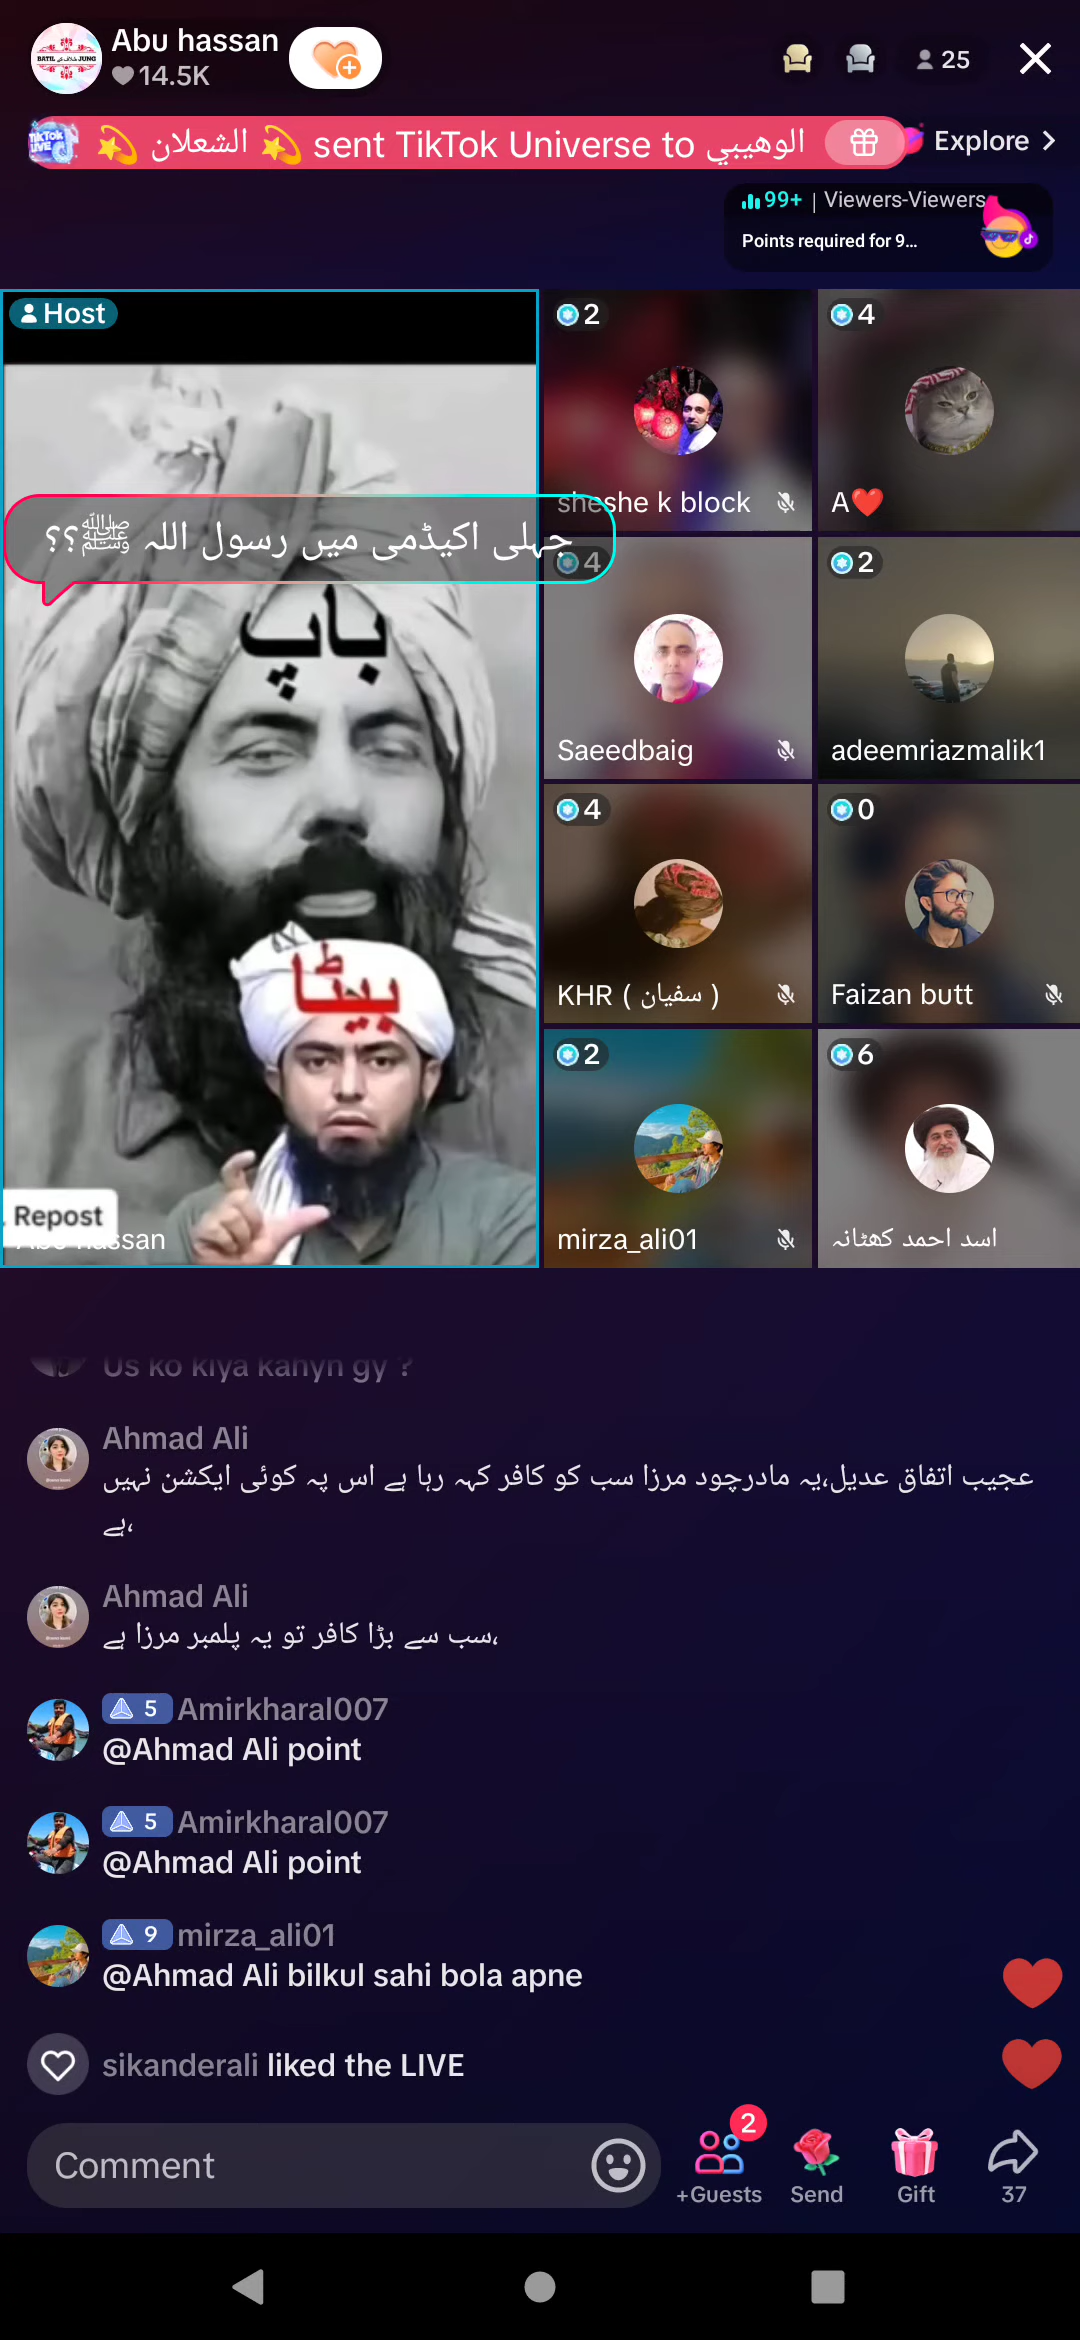 Abu hassan
14.5K
BATIL کے خلاف JUNG
25
💫 الشعلان 💫 sent TikTok Universe to الوهيبي
Explore >
99+ | Viewers-Viewers
Points required for 9...
Host
جہلی اکیڈمی میں رسول اللہ ﷺ؟؟
باپ
بیٹا
Repost
Abu hassan
2
sheshe k block
4
A❤️
4
Saeedbaig
2
adeemriazmalik1
4
KHR ( سفیان )
0
Faizan butt
2
mirza_ali01
6
اسد احمد کھٹانہ
Us ko kiya kahyn gy ?
Ahmad Ali
عجیب اتفاق عدیل،یہ مادرچود مرزا سب کو کافر کہہ رہا ہے اس پہ کوئی ایکشن نہیں
ہے،
Ahmad Ali
سب سے بڑا کافر تو یہ پلمبر مرزا ہے،
5 Amirkharal007
@Ahmad Ali point
5 Amirkharal007
@Ahmad Ali point
9 mirza_ali01
@Ahmad Ali bilkul sahi bola apne
sikanderali liked the LIVE
Comment
2
+Guests
Send
Gift
37